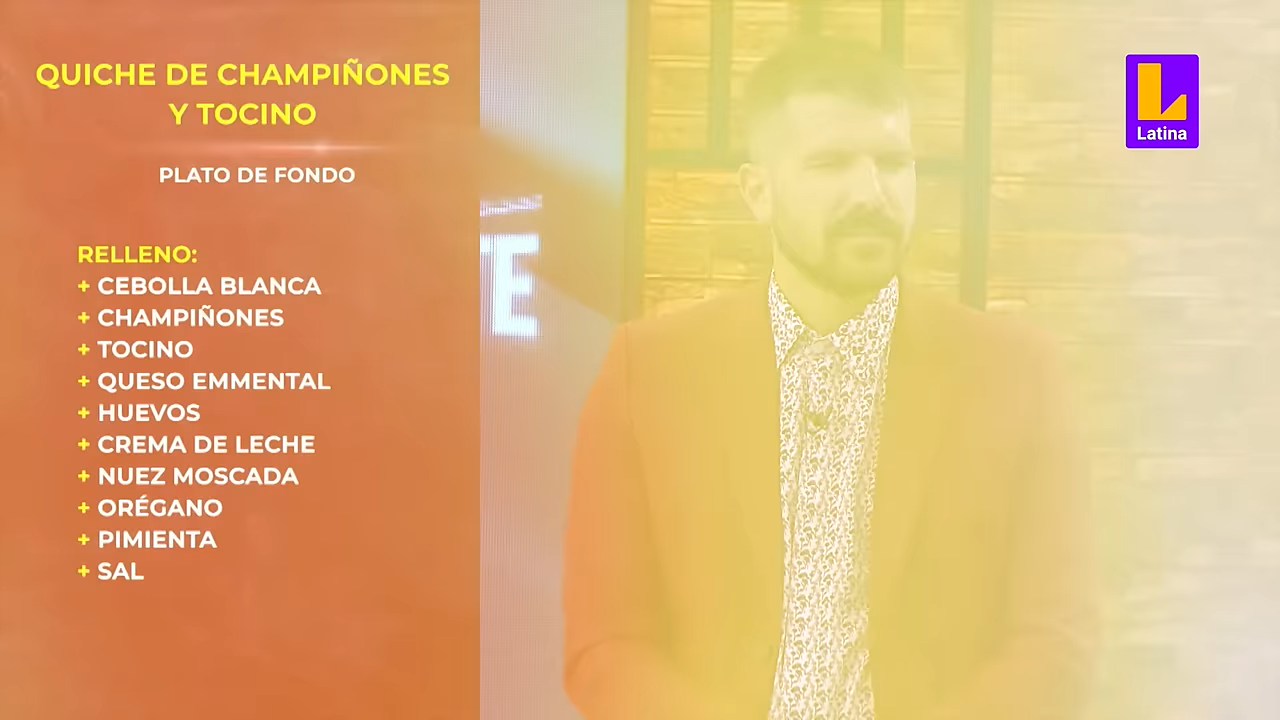 QUICHE DE CHAMPIÑONES
Y TOCINO
PLATO DE FONDO
RELLENO:
+ CEBOLLA BLANCA
+ CHAMPIÑONES
+ TOCINO
+ QUESO EMMENTAL
+ HUEVOS
+ CREMA DE LECHE
+ NUEZ MOSCADA
+ ORÉGANO
+ PIMIENTA
+ SAL
TE
Latina